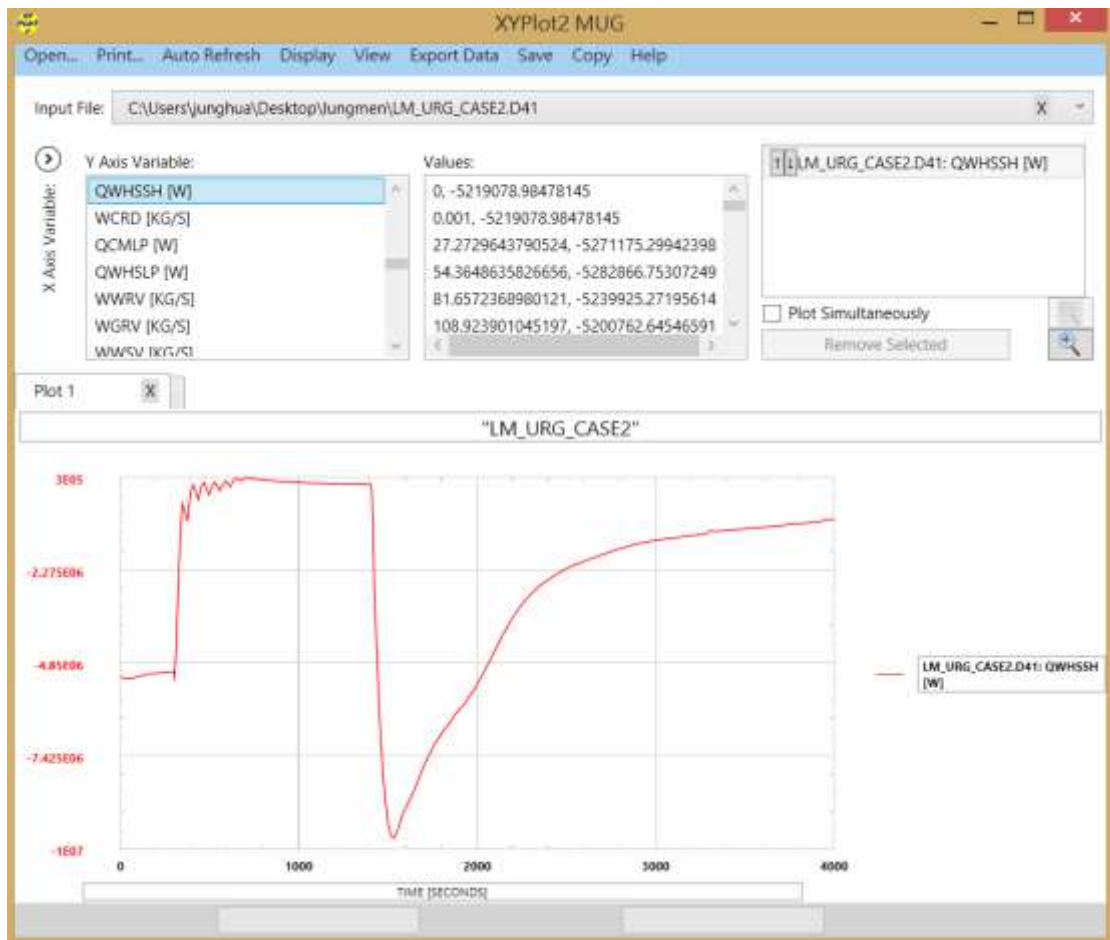 XYPlot2 MUG
Open... Print... Auto Refresh Display View Export Data Save Copy Help
Input File: C:\Users\junghua\Desktop\lungmen\LM_URG_CASE2.D41 X
Y Axis Variable:
X Axis Variable:
QWHSSH [W]
WCRD [KG/S]
QCMLP [W]
QWHSLP [W]
WWRV [KG/S]
WGRV [KG/S]
WWSV [KG/S]
Values:
0, -5219078.98478145
0.001, -5219078.98478145
27.2729643790524, -5271175.29942398
54.3648635826656, -5282866.75307249
81.6572368980121, -5239925.27195614
108.923901045197, -5200762.64546591
T L LM_URG_CASE2.D41: QWHSSH [W]
Plot Simultaneously
Remove Selected
Plot 1 X
"LM_URG_CASE2"
3E05
-2.275E06
-4.85E06
-7.425E06
-1E07
0 1000 2000 3000 4000
TIME [SECONDS]
LM_URG_CASE2.D41: QWHSSH
[W]